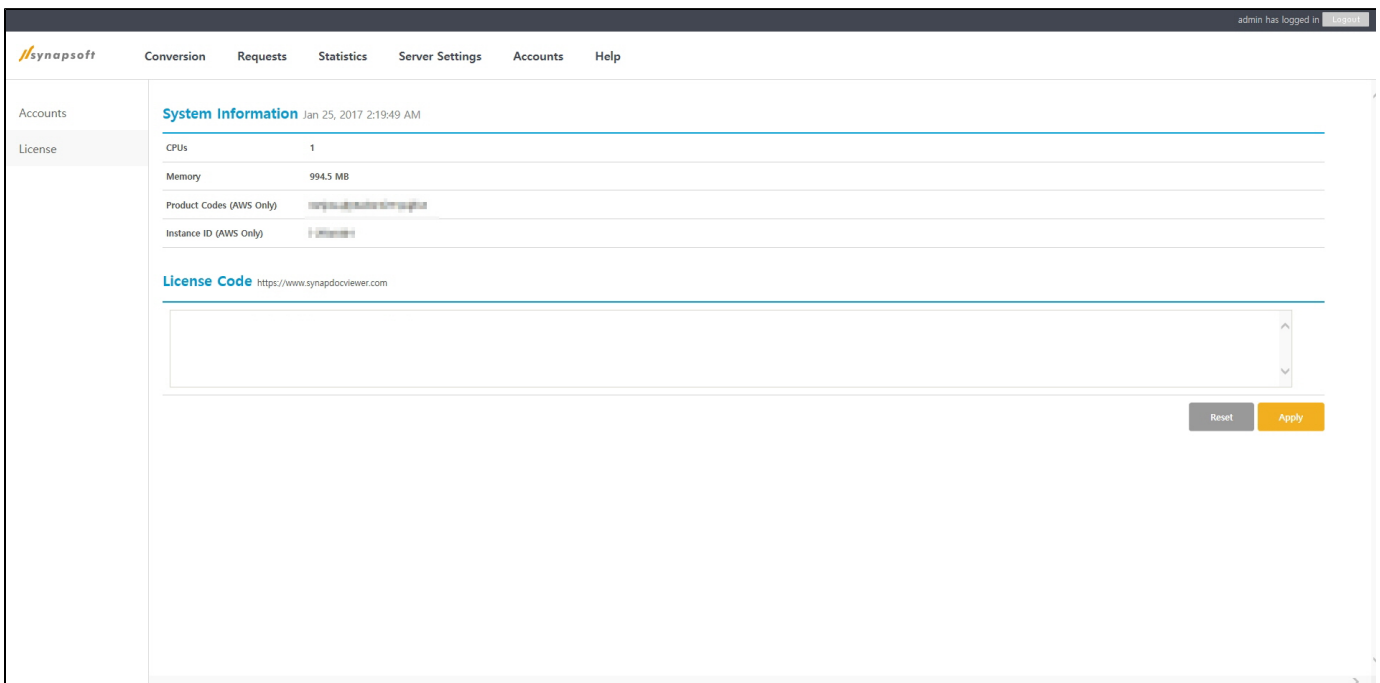 admin has logged in Logout
synapsoft Conversion Requests Statistics Server Settings Accounts Help
Accounts
License
System Information Jan 25, 2017 2:19:49 AM
CPUs 1
Memory 994.5 MB
Product Codes (AWS Only)
Instance ID (AWS Only)
License Code https://www.synapdocviewer.com
Reset Apply